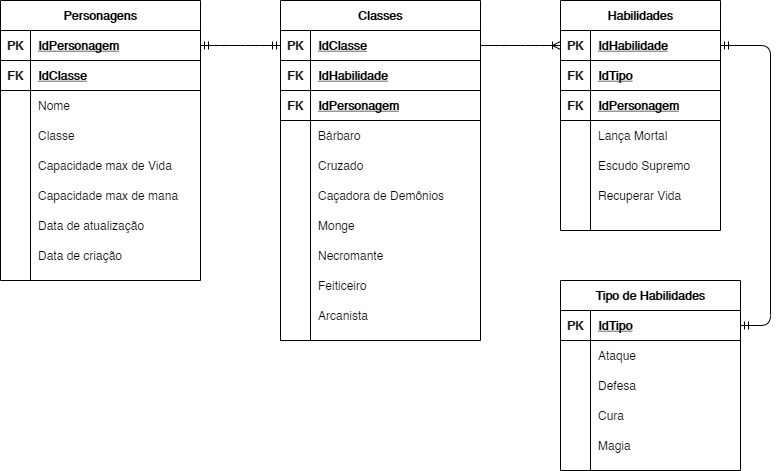 Personagens
PK IdPersonagem
FK IdClasse
Nome
Classe
Capacidade max de Vida
Capacidade max de mana
Data de atualização
Data de criação
Classes
PK IdClasse
FK IdHabilidade
FK IdPersonagem
Bárbaro
Cruzado
Caçadora de Demônios
Monge
Necromante
Feiticeiro
Arcanista
Habilidades
PK IdHabilidade
FK IdTipo
FK IdPersonagem
Lança Mortal
Escudo Supremo
Recuperar Vida
Tipo de Habilidades
PK IdTipo
Ataque
Defesa
Cura
Magia